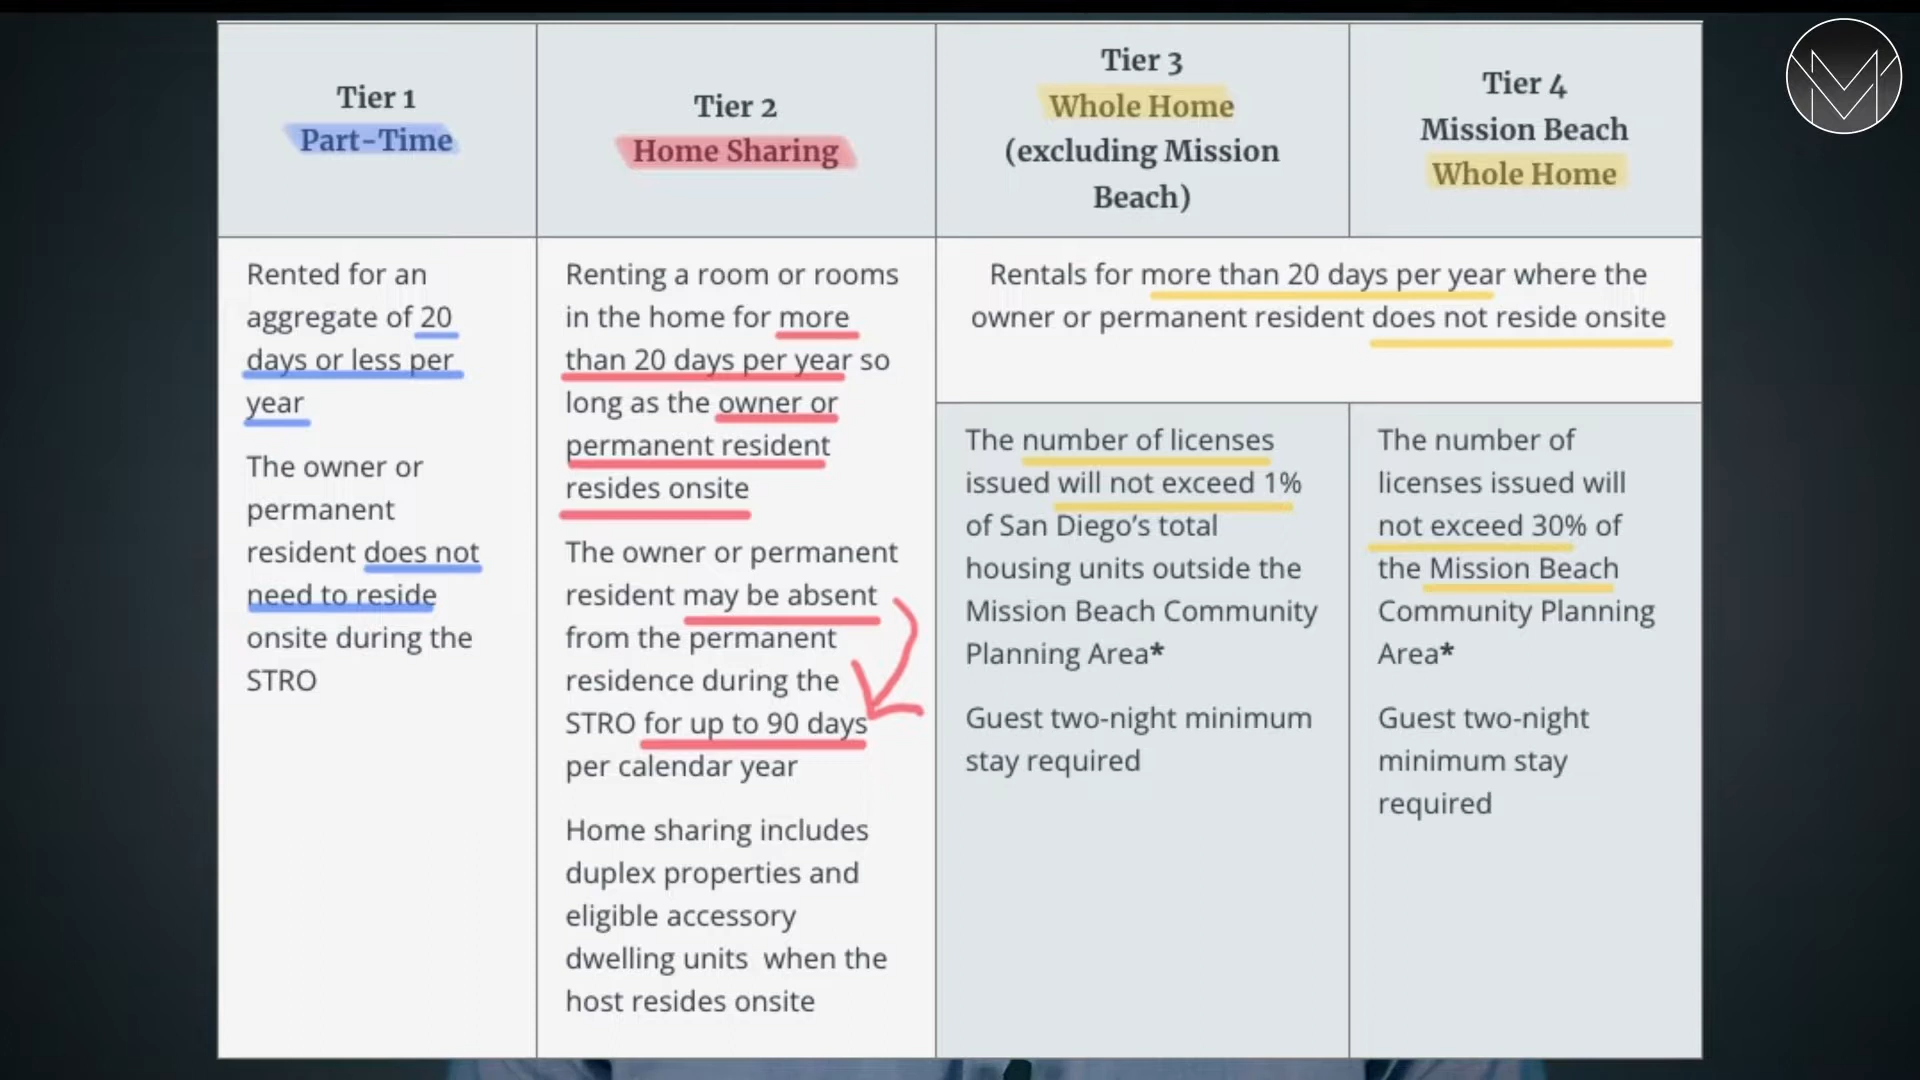 Tier 1
Part-Time
Tier 2
Home Sharing
Tier 3
Whole Home
(excluding Mission
Beach)
Tier 4
Mission Beach
Whole Home
Rented for an
aggregate of 20
days or less per
year
The owner or
permanent
resident does not
need to reside
onsite during the
STRO
Renting a room or rooms
in the home for more
than 20 days per year so
long as the owner or
permanent resident
resides onsite
The owner or permanent
resident may be absent
from the permanent
residence during the
STRO for up to 90 days
per calendar year
Home sharing includes
duplex properties and
eligible accessory
dwelling units when the
host resides onsite
Rentals for more than 20 days per year where the
owner or permanent resident does not reside onsite
The number of licenses
issued will not exceed 1%
of San Diego’s total
housing units outside the
Mission Beach Community
Planning Area*
Guest two-night minimum
stay required
The number of
licenses issued will
not exceed 30% of
the Mission Beach
Community Planning
Area*
Guest two-night
minimum stay
required